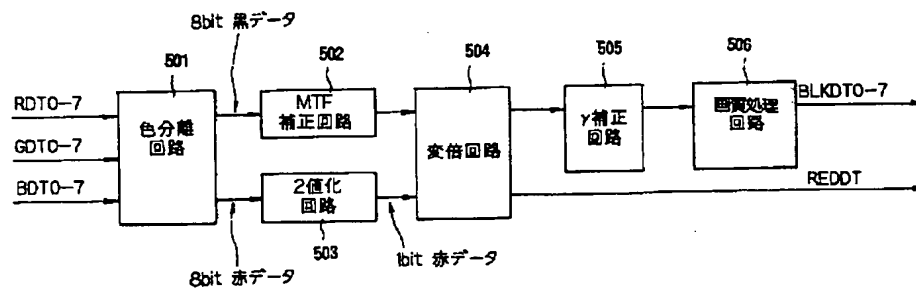 8bit 黒データ
501
502
504
505
506
RDT0-7
GDT0-7
BDT0-7
色分離
回路
MTF
補正回路
2値化
回路
503
変倍回路
γ補正
回路
画質処理
回路
BLKDT0-7
REDDT
8bit 赤データ
1bit 赤データ